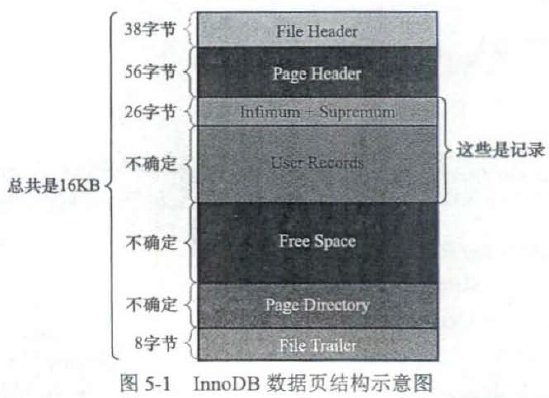 38字节 File Header
56字节 Page Header
26字节 Infimum + Supremum
不确定 User Records
这些是记录
总共是16KB
不确定 Free Space
不确定 Page Directory
8字节 File Trailer
图 5-1 InnoDB 数据页结构示意图